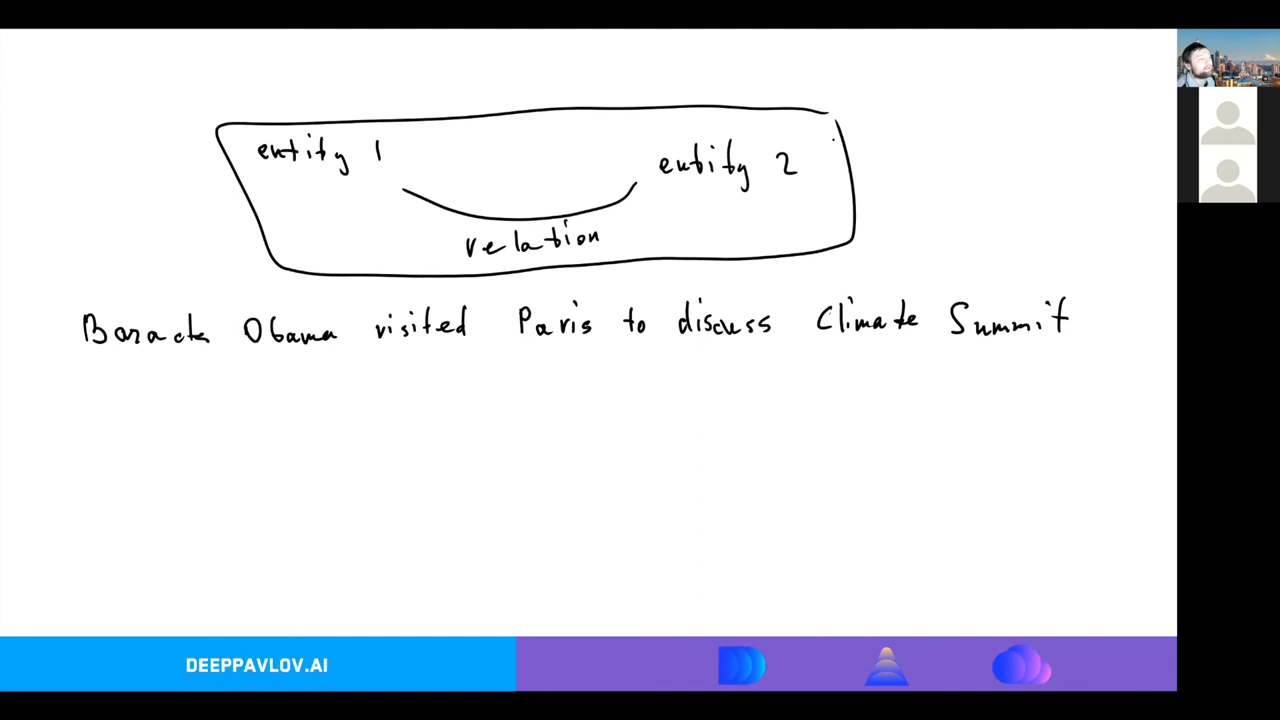 entity 1 entity 2
relation
Barack Obama visited Paris to discuss Climate Summit
DEEPPAVLOV.AI